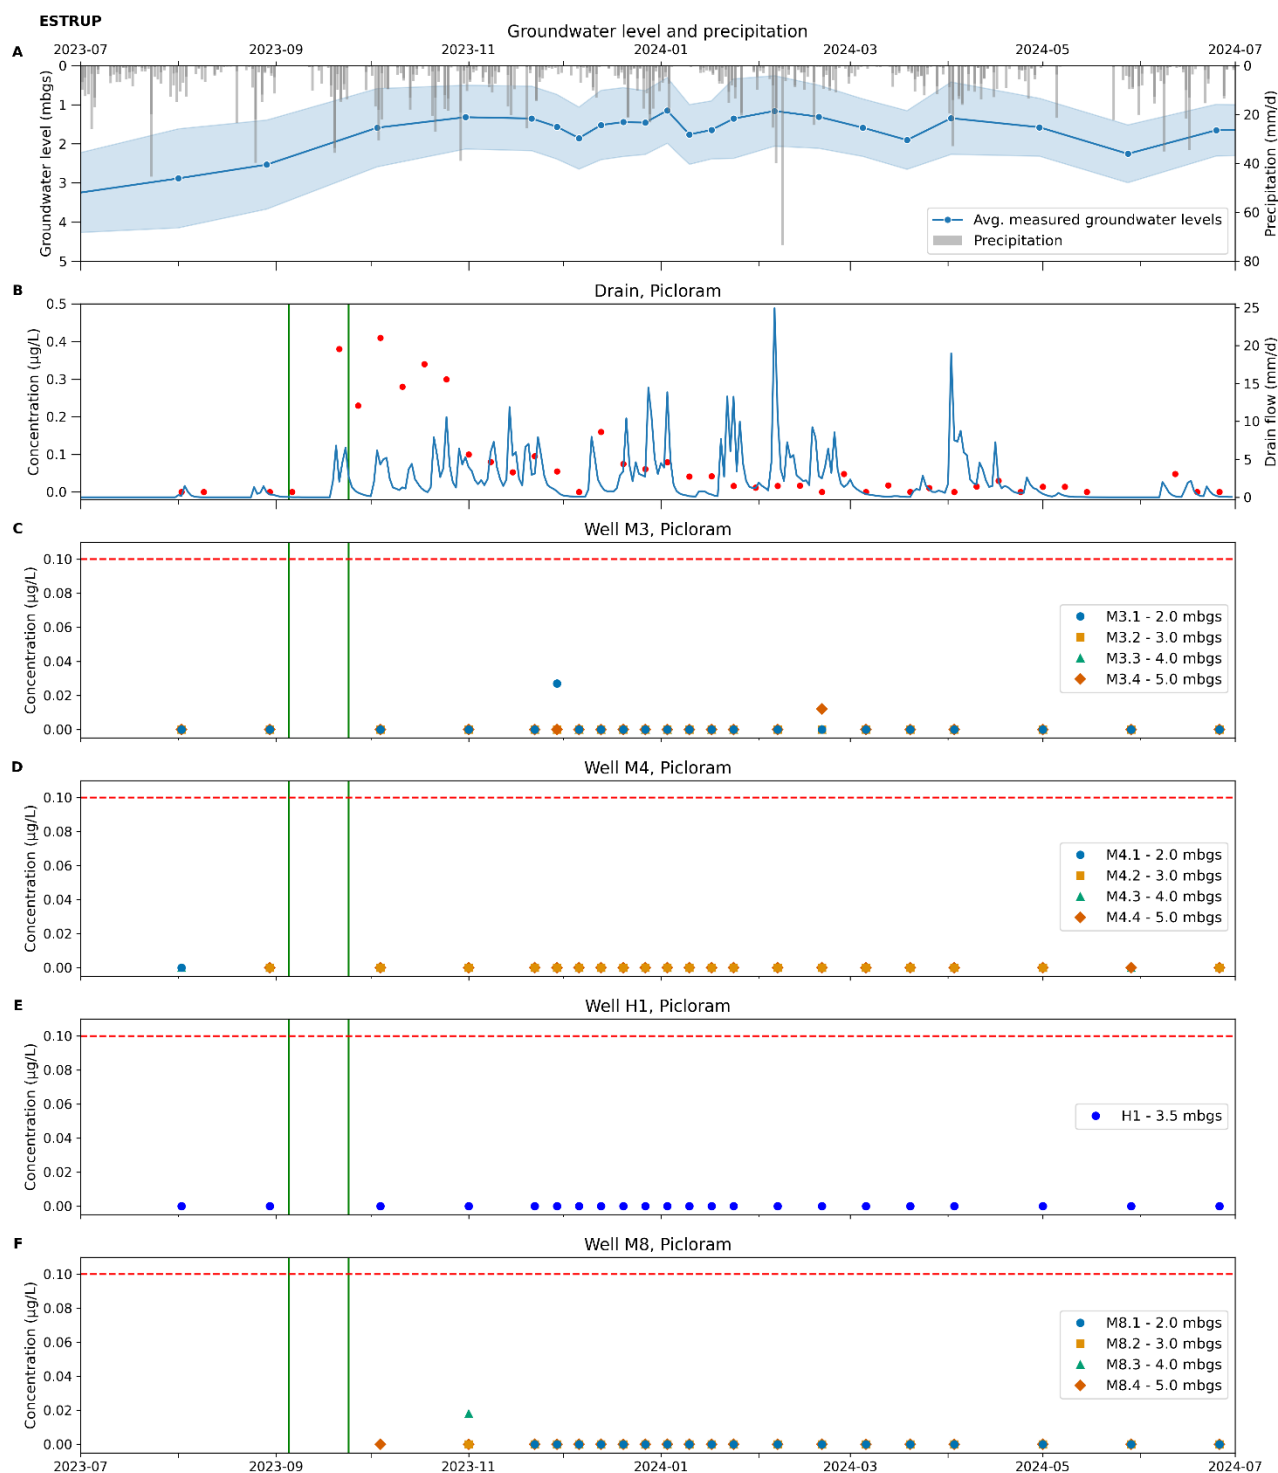 ESTRUP
Groundwater level and precipitation
A
2023-07 2023-09 2023-11 2024-01 2024-03 2024-05 2024-07
Groundwater level (mbgs)
0 1 2 3 4 5
Precipitation (mm/d)
0 20 40 60 80
Avg. measured groundwater levels
Precipitation
B
Drain, Picloram
Concentration (µg/L)
0.5 0.4 0.3 0.2 0.1 0.0
Drain flow (mm/d)
25 20 15 10 5 0
C
Well M3, Picloram
Concentration (µg/L)
0.10 0.08 0.06 0.04 0.02 0.00
M3.1 - 2.0 mbgs
M3.2 - 3.0 mbgs
M3.3 - 4.0 mbgs
M3.4 - 5.0 mbgs
D
Well M4, Picloram
Concentration (µg/L)
0.10 0.08 0.06 0.04 0.02 0.00
M4.1 - 2.0 mbgs
M4.2 - 3.0 mbgs
M4.3 - 4.0 mbgs
M4.4 - 5.0 mbgs
E
Well H1, Picloram
Concentration (µg/L)
0.10 0.08 0.06 0.04 0.02 0.00
H1 - 3.5 mbgs
F
Well M8, Picloram
Concentration (µg/L)
0.10 0.08 0.06 0.04 0.02 0.00
M8.1 - 2.0 mbgs
M8.2 - 3.0 mbgs
M8.3 - 4.0 mbgs
M8.4 - 5.0 mbgs
2023-07 2023-09 2023-11 2024-01 2024-03 2024-05 2024-07